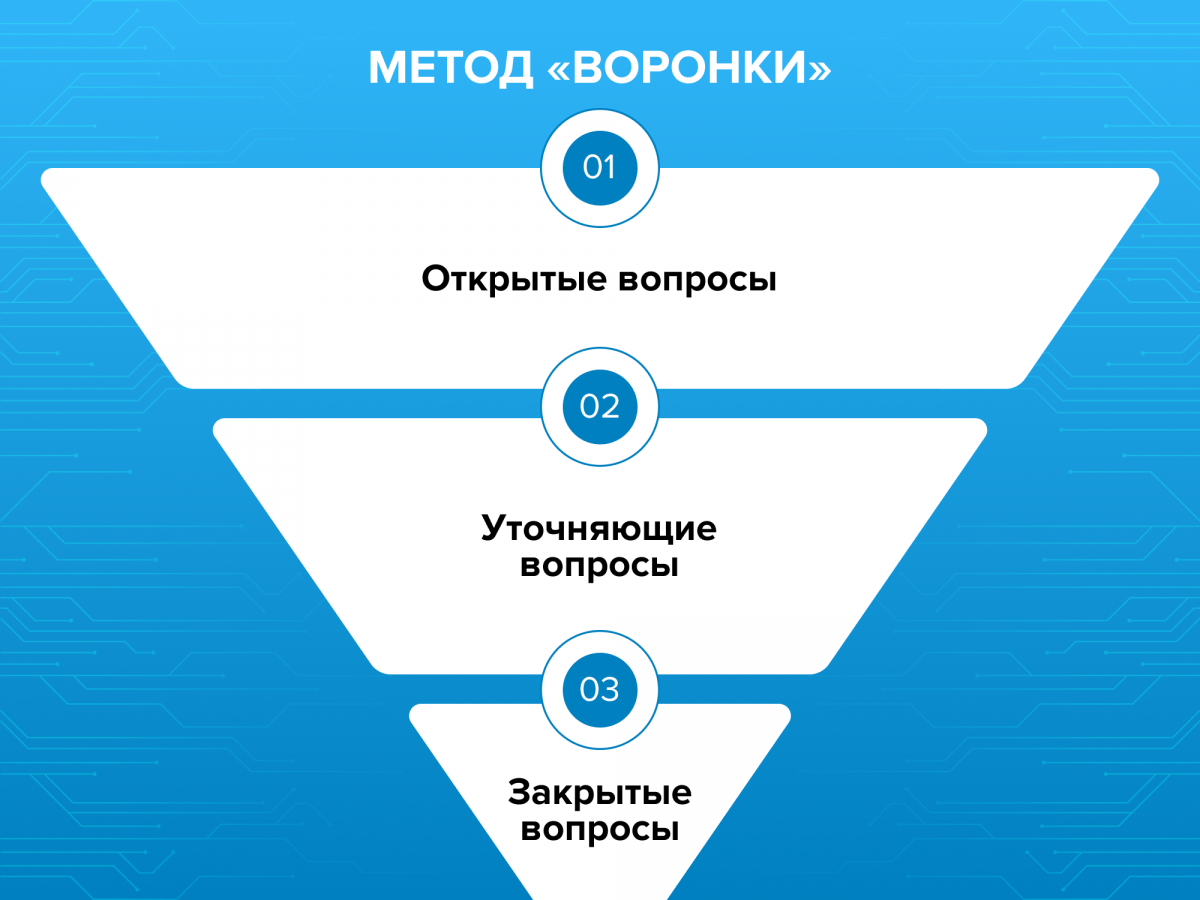 МЕТОД «ВОРОНКИ»
01
Открытые вопросы
02
Уточняющие
вопросы
03
Закрытые
вопросы